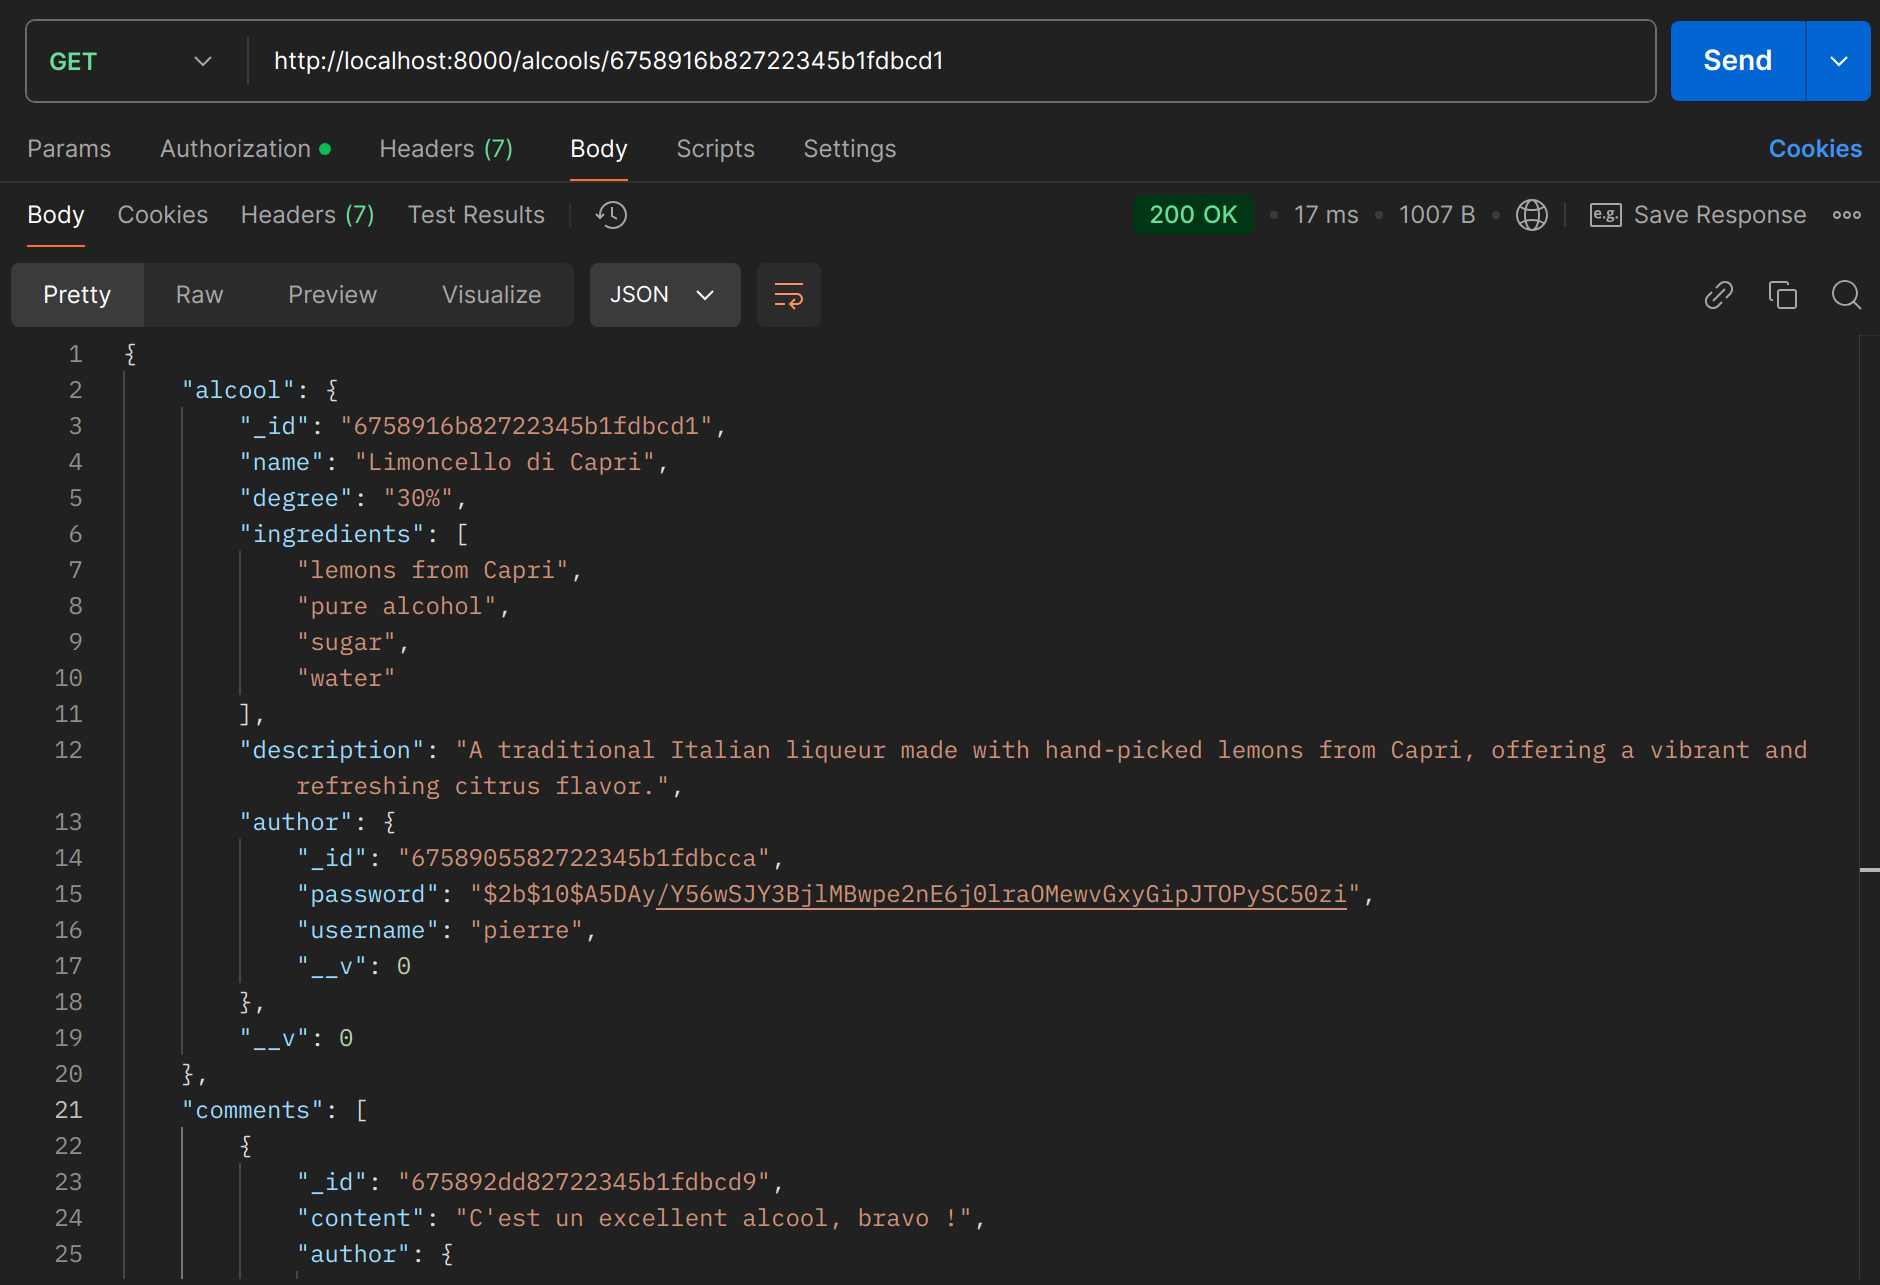 GET http://localhost:8000/alcools/6758916b82722345b1fdbcd1 Send
Params Authorization Headers (7) Body Scripts Settings Cookies
Body Cookies Headers (7) Test Results 200 OK 17 ms 1007 B e.g. Save Response
Pretty Raw Preview Visualize JSON
1 {
2 "alcool": {
3 "_id": "6758916b82722345b1fdbcd1",
4 "name": "Limoncello di Capri",
5 "degree": "30%",
6 "ingredients": [
7 "lemons from Capri",
8 "pure alcohol",
9 "sugar",
10 "water"
11 ],
12 "description": "A traditional Italian liqueur made with hand-picked lemons from Capri, offering a vibrant and
refreshing citrus flavor.",
13 "author": {
14 "_id": "6758905582722345b1fdbcca",
15 "password": "$2b$10$A5DAy/Y56wSJY3BjlMBwpe2nE6j0lraOMewvGxyGipJTOPySC50zi",
16 "username": "pierre",
17 "__v": 0
18 },
19 "__v": 0
20 },
21 "comments": [
22 {
23 "_id": "675892dd82722345b1fdbcd9",
24 "content": "C'est un excellent alcool, bravo !",
25 "author": {